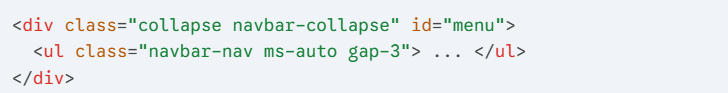 <div class="collapse navbar-collapse" id="menu">
  <ul class="navbar-nav ms-auto gap-3"> ... </ul>
</div>